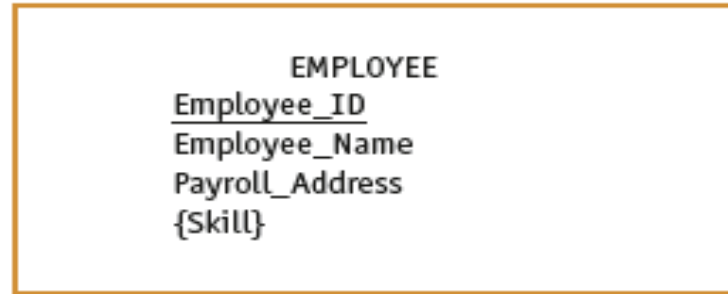 EMPLOYEE
Employee_ID
Employee_Name
Payroll_Address
{Skill}